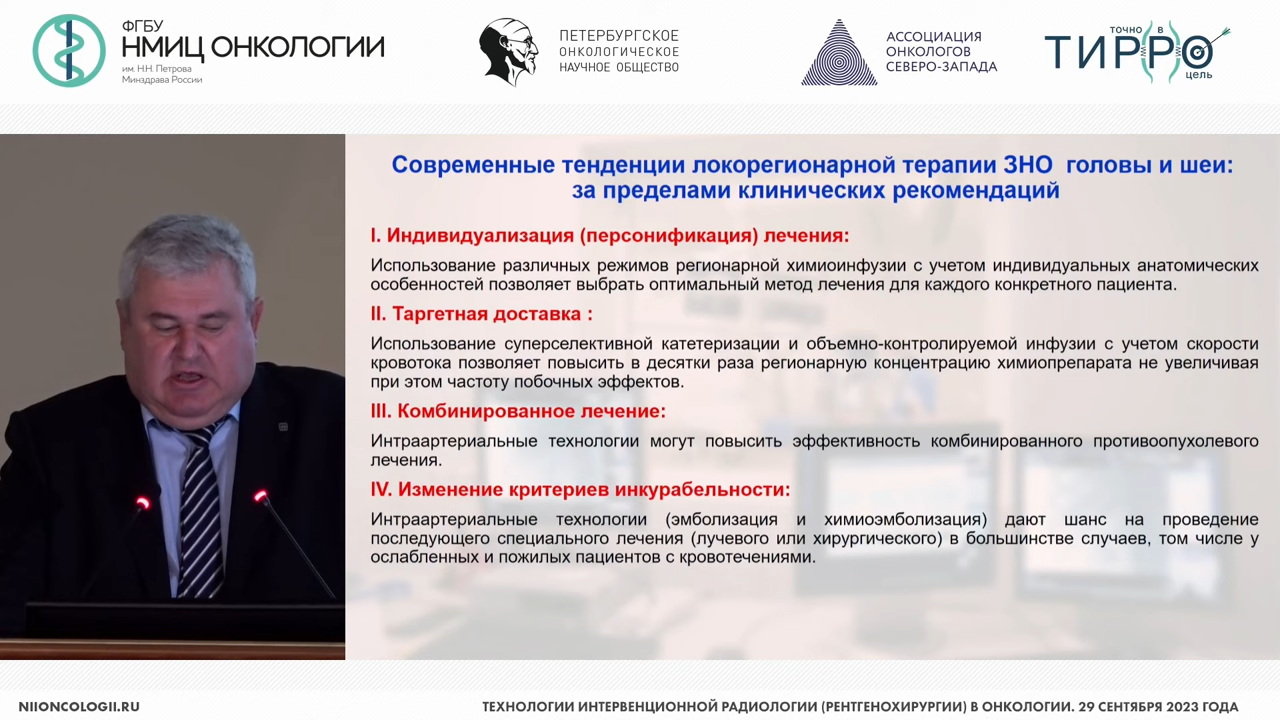 ФГБУ
НМИЦ ОНКОЛОГИИ
им. Н.Н. Петрова
Минздрава России
ПЕТЕРБУРГСКОЕ
ОНКОЛОГИЧЕСКОЕ
НАУЧНОЕ ОБЩЕСТВО
АССОЦИАЦИЯ
ОНКОЛОГОВ
СЕВЕРО-ЗАПАДА
точно в
ТИРРО
цель
Современные тенденции локорегионарной терапии ЗНО головы и шеи:
за пределами клинических рекомендаций
I. Индивидуализация (персонификация) лечения:
Использование различных режимов регионарной химиоинфузии с учетом индивидуальных анатомических
особенностей позволяет выбрать оптимальный метод лечения для каждого конкретного пациента.
II. Таргетная доставка :
Использование суперселективной катетеризации и объемно-контролируемой инфузии с учетом скорости
кровотока позволяет повысить в десятки раза регионарную концентрацию химиопрепарата не увеличивая
при этом частоту побочных эффектов.
III. Комбинированное лечение:
Интраартериальные технологии могут повысить эффективность комбинированного противоопухолевого
лечения.
IV. Изменение критериев инкурабельности:
Интраартериальные технологии (эмболизация и химиоэмболизация) дают шанс на проведение
последующего специального лечения (лучевого или хирургического) в большинстве случаев, том числе у
ослабленных и пожилых пациентов с кровотечениями.
NIIONCOLOGII.RU
ТЕХНОЛОГИИ ИНТЕРВЕНЦИОННОЙ РАДИОЛОГИИ (РЕНТГЕНОХИРУРГИИ) В ОНКОЛОГИИ. 29 СЕНТЯБРЯ 2023 ГОДА